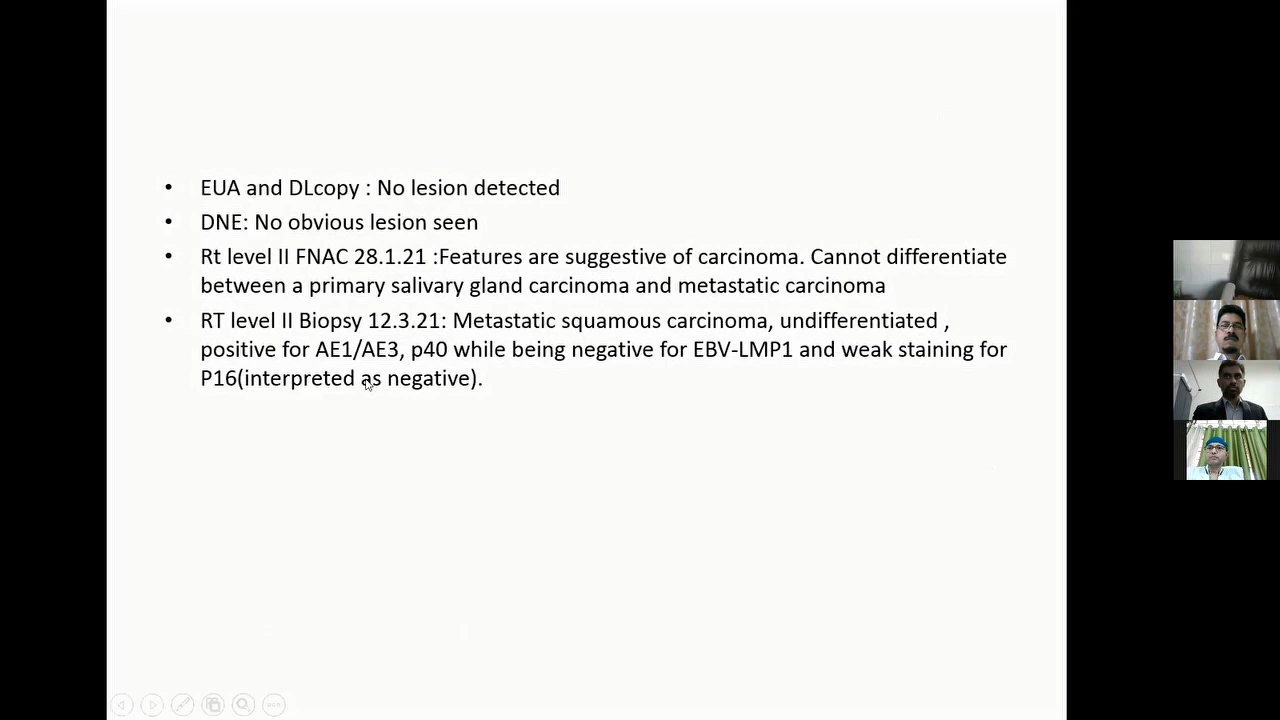 • EUA and DLcopy : No lesion detected
• DNE: No obvious lesion seen
• Rt level II FNAC 28.1.21 :Features are suggestive of carcinoma. Cannot differentiate
between a primary salivary gland carcinoma and metastatic carcinoma
• RT level II Biopsy 12.3.21: Metastatic squamous carcinoma, undifferentiated ,
positive for AE1/AE3, p40 while being negative for EBV-LMP1 and weak staining for
P16(interpreted as negative).